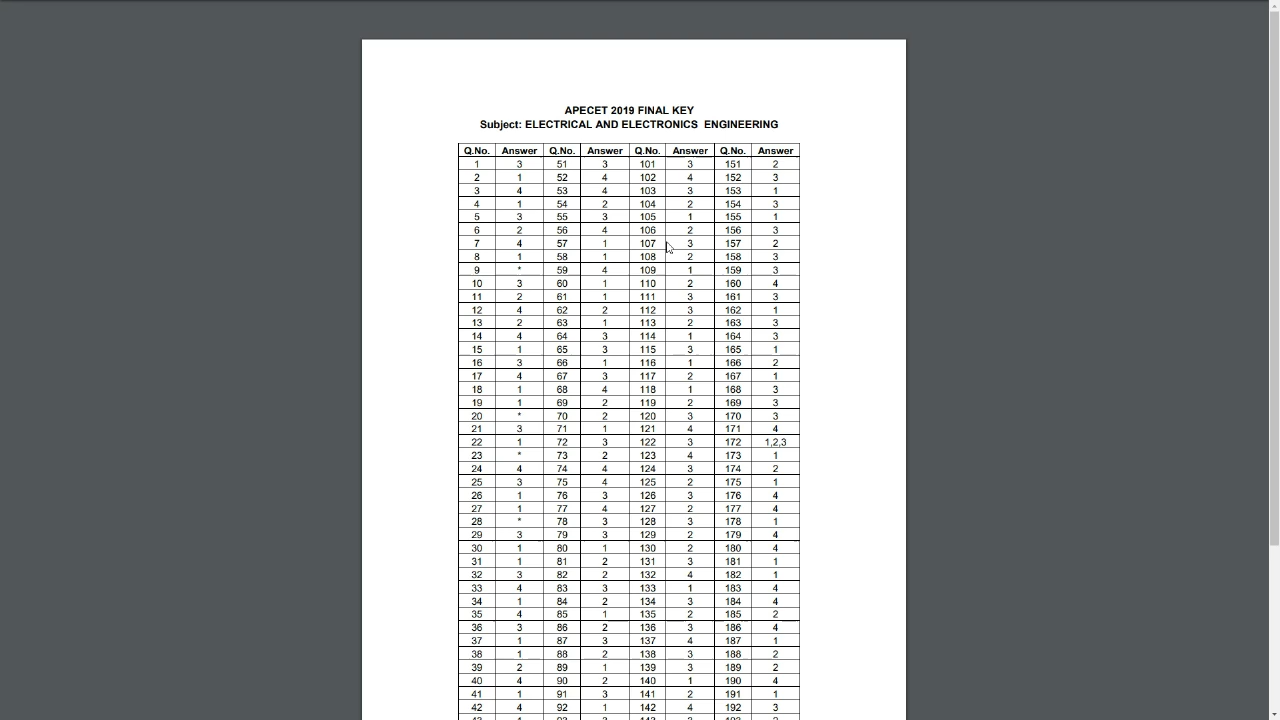 APECET 2019 FINAL KEY
Subject: ELECTRICAL AND ELECTRONICS ENGINEERING
Q.No. Answer Q.No. Answer Q.No. Answer Q.No. Answer
1 3 51 3 101 3 151 2
2 1 52 4 102 4 152 3
3 4 53 4 103 3 153 1
4 1 54 2 104 2 154 3
5 3 55 3 105 1 155 1
6 2 56 4 106 2 156 3
7 4 57 1 107 3 157 2
8 1 58 1 108 2 158 3
9 * 59 4 109 1 159 3
10 3 60 1 110 2 160 4
11 2 61 1 111 3 161 3
12 4 62 2 112 3 162 1
13 2 63 1 113 2 163 3
14 4 64 3 114 1 164 3
15 1 65 3 115 3 165 1
16 3 66 1 116 1 166 2
17 4 67 3 117 2 167 1
18 1 68 4 118 1 168 3
19 1 69 2 119 2 169 3
20 * 70 2 120 3 170 3
21 3 71 1 121 4 171 4
22 1 72 3 122 3 172 1,2,3
23 * 73 2 123 4 173 1
24 4 74 4 124 3 174 2
25 3 75 4 125 2 175 1
26 1 76 3 126 3 176 4
27 1 77 4 127 2 177 4
28 * 78 3 128 3 178 1
29 3 79 3 129 2 179 4
30 1 80 1 130 2 180 4
31 1 81 2 131 3 181 1
32 3 82 2 132 4 182 1
33 4 83 3 133 1 183 4
34 1 84 2 134 3 184 4
35 4 85 1 135 2 185 2
36 3 86 2 136 3 186 4
37 1 87 3 137 4 187 1
38 1 88 2 138 3 188 2
39 2 89 1 139 3 189 2
40 4 90 2 140 1 190 4
41 1 91 3 141 2 191 1
42 4 92 1 142 4 192 3